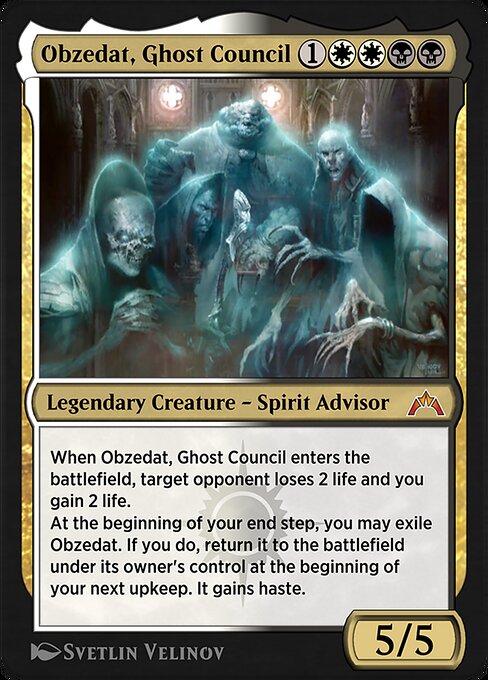 Obzedat, Ghost Council 1
Legendary Creature – Spirit Advisor
When Obzedat, Ghost Council enters the
battlefield, target opponent loses 2 life and you
gain 2 life.
At the beginning of your end step, you may exile
Obzedat. If you do, return it to the battlefield
under its owner's control at the beginning of
your next upkeep. It gains haste.
5/5
Svetlin Velinov